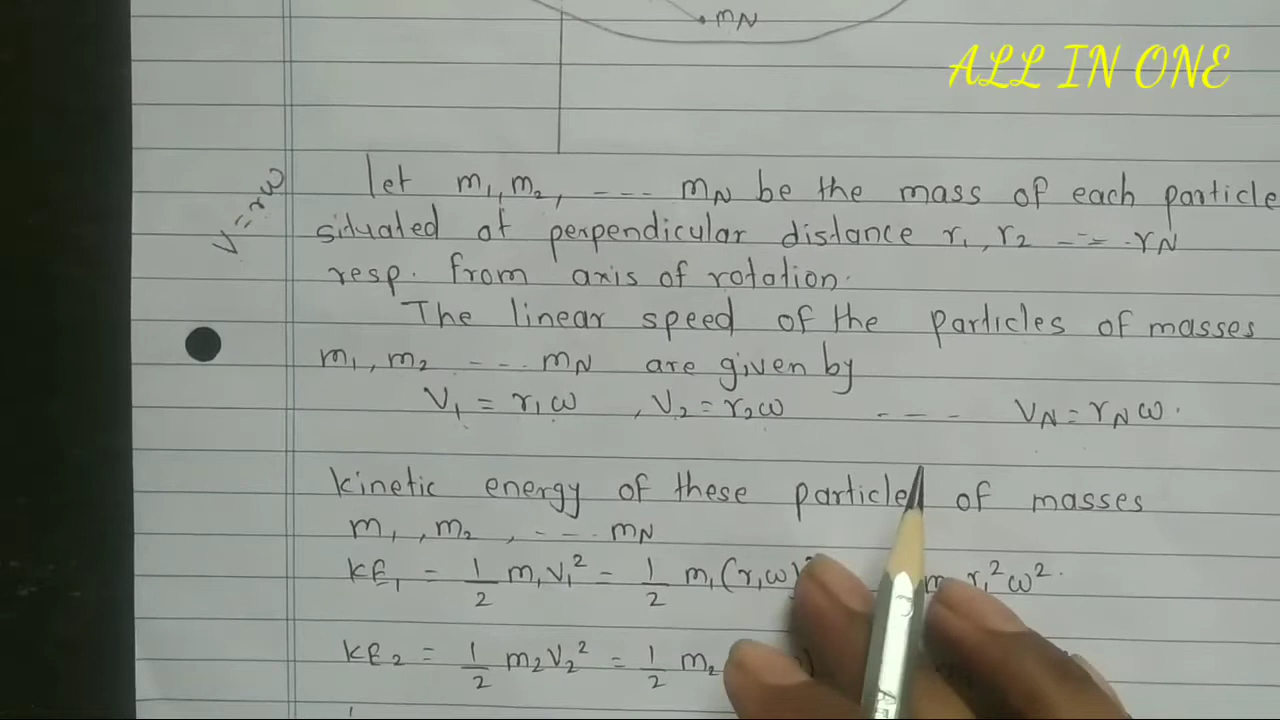 mN
ALL IN ONE
V = rω
let m1, m2, ---- mN be the mass of each particle
situated at perpendicular distance r1, r2 --- rN
resp. from axis of rotation.
The linear speed of the particles of masses
m1, m2 --- mN are given by
V1 = r1ω , V2 = r2ω --- VN = rNω.
kinetic energy of these particle of masses
m1, m2, --- mN
KE1 = 1/2 m1V1² = 1/2 m1(r1ω)² m r1²ω².
KE2 = 1/2 m2V2² = 1/2 m2